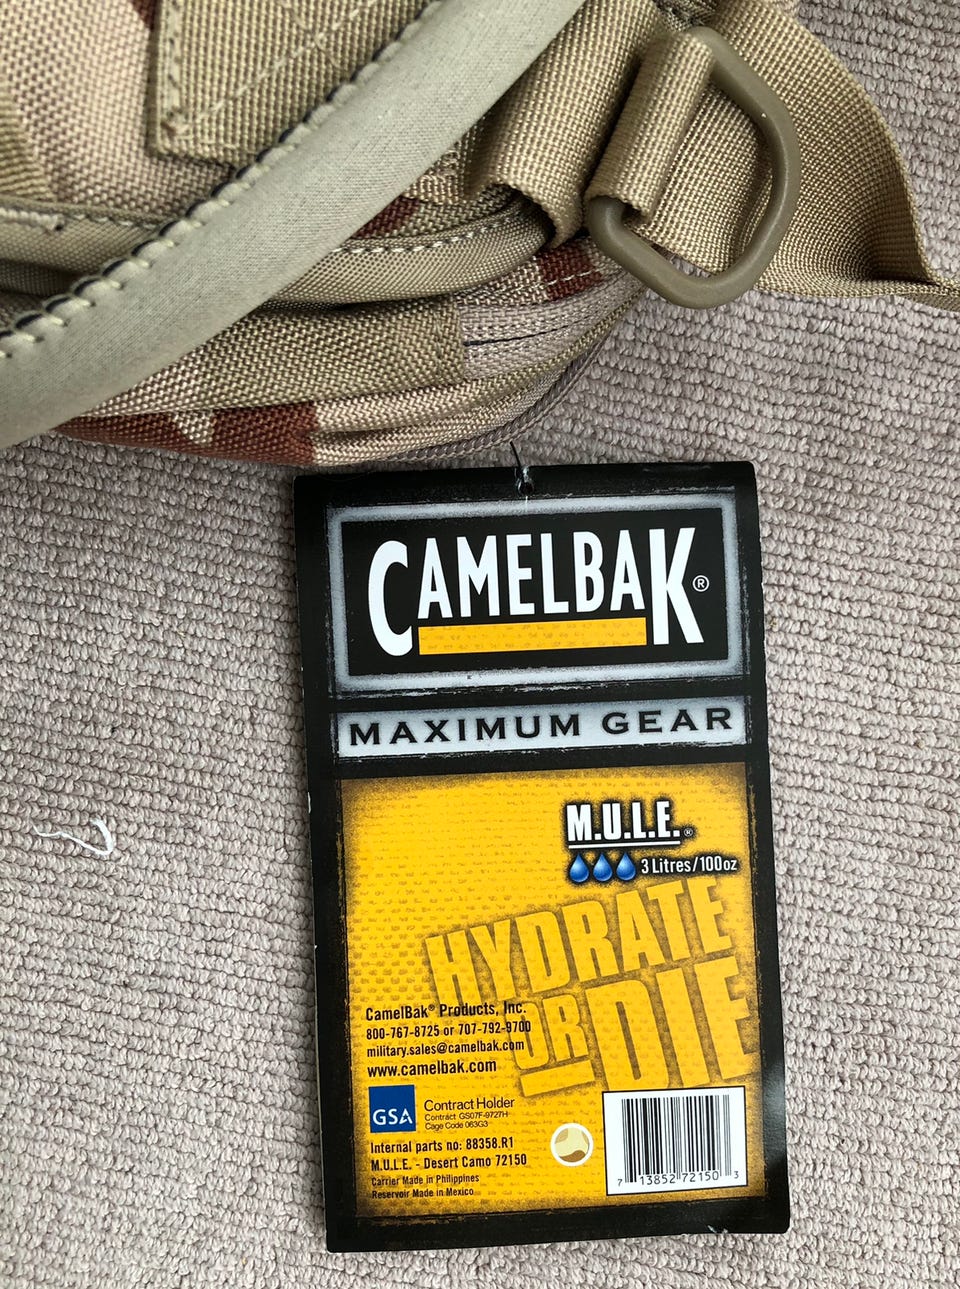 CAMELBAK®
MAXIMUM GEAR
M.U.L.E.®
3 Litres/100oz
HYDRATE
OR DIE
CamelBak® Products, Inc.
800-767-8725 or 707-792-9700
military.sales@camelbak.com
www.camelbak.com
GSA
Contract Holder
Contract GS07F-9727H
Cage Code 063G3
Internal parts no: 88358.R1
M.U.L.E. - Desert Camo 72150
Carrier Made in Philippines
Reservoir Made in Mexico
7 13852 72150 3